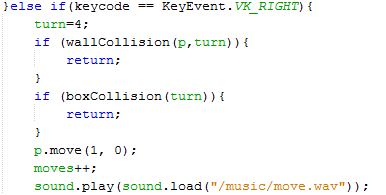 }else if(keycode == KeyEvent.VK_RIGHT){
turn=4;
if (wallCollision(p,turn)){
return;
}
if (boxCollision(turn)){
return;
}
p.move(1, 0);
moves++;
sound.play(sound.load("/music/move.wav"));